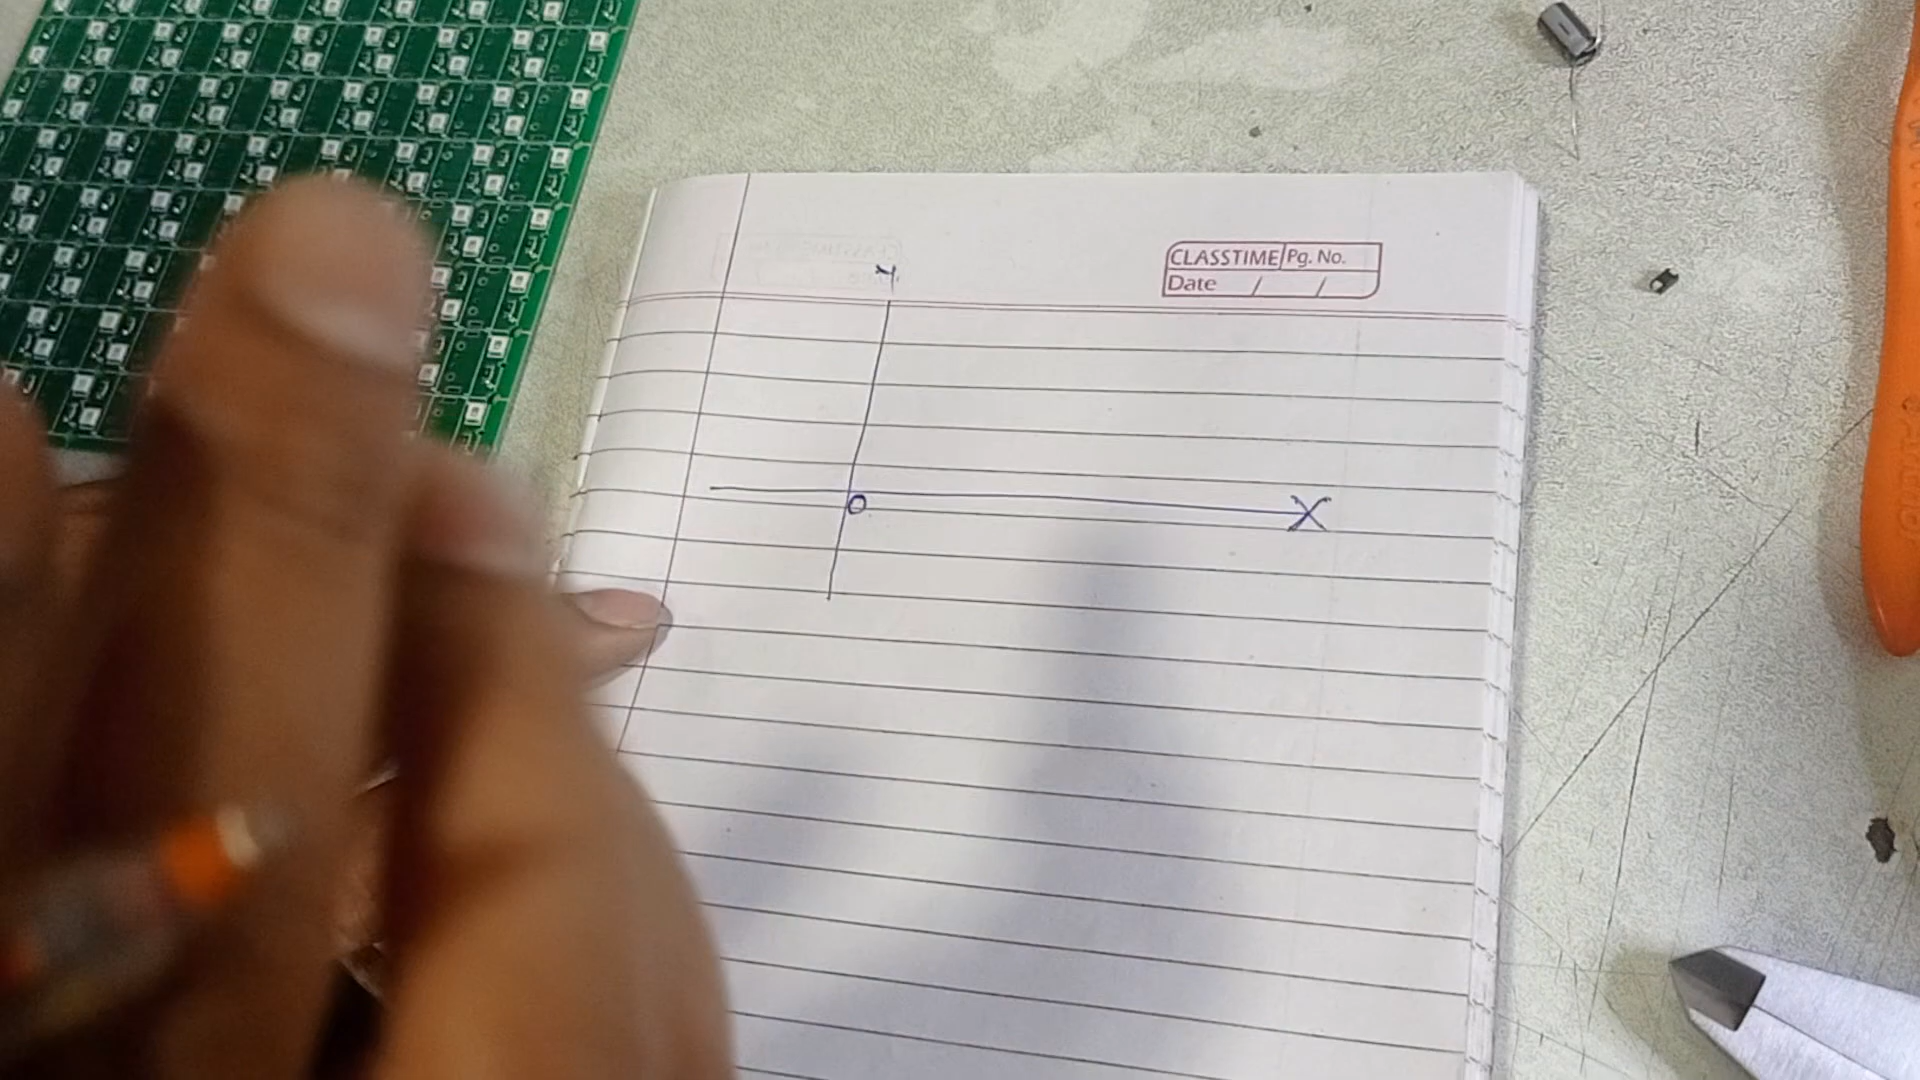 CLASSTIME Pg. No.
Date / /
Y
O
X